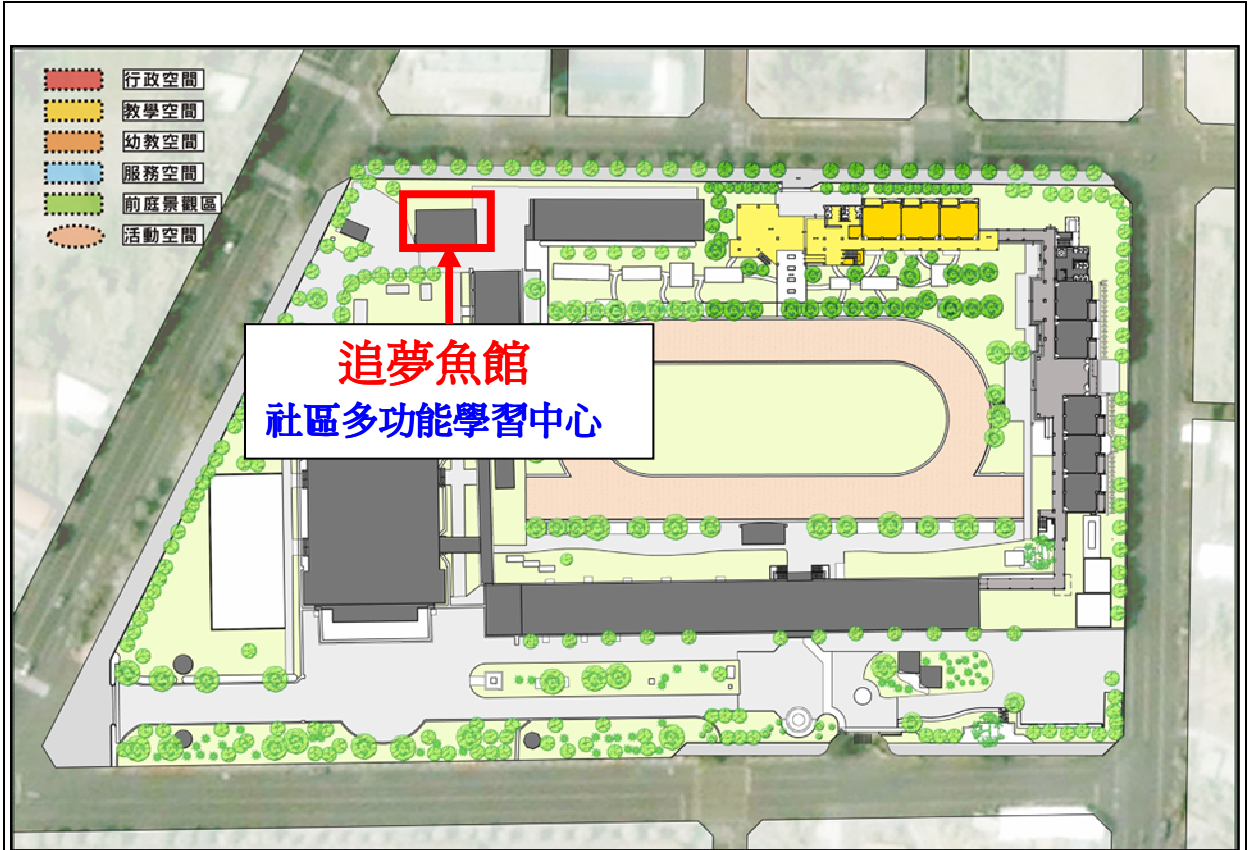 行政空間
教學空間
幼教空間
服務空間
前庭景觀區
活動空間
追夢魚館
社區多功能學習中心